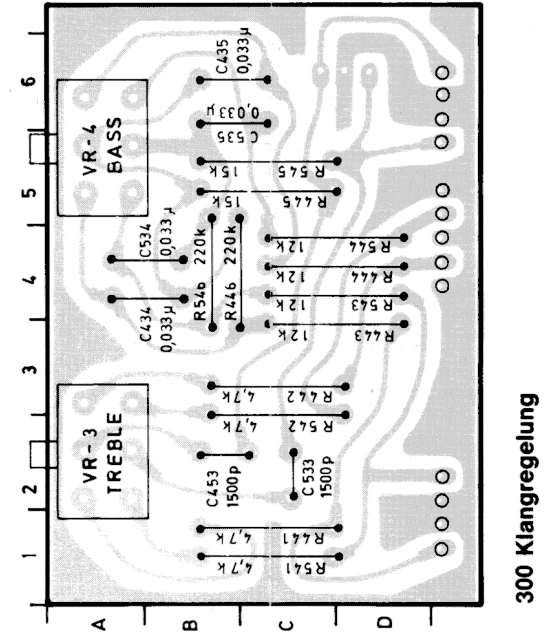 1 2 3 4 5 6
A
B
C
D
VR-3
TREBLE
VR-4
BASS
C434
0,033µ
C534
0,033µ
C535
0,033µ
C435
0,033µ
R546 220k
R446 220k
15k R545
15k R445
12k R544
12k R444
12k R543
12k R443
4,7k R442
4,7k R542
C453
1500p
C533
1500p
4,7k R441
4,7k R541
300 Klangregelung